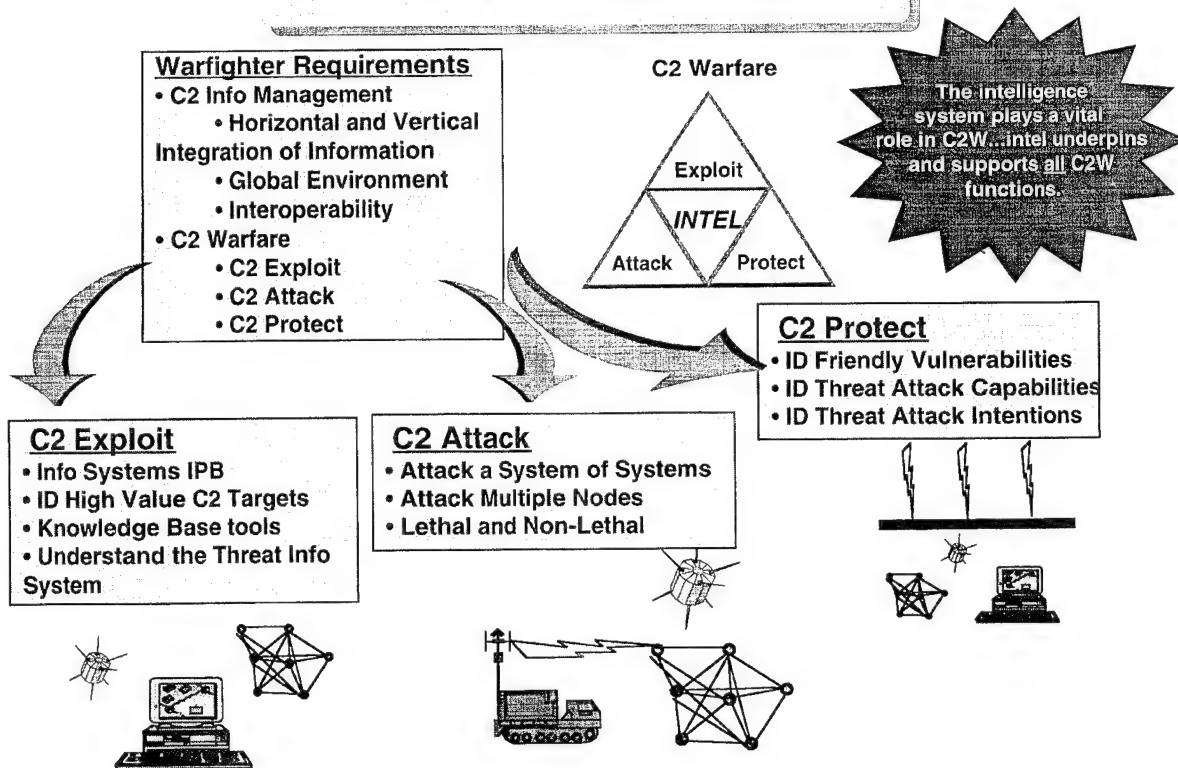 Warfighter Requirements
• C2 Info Management
• Horizontal and Vertical
Integration of Information
• Global Environment
• Interoperability
• C2 Warfare
• C2 Exploit
• C2 Attack
• C2 Protect
C2 Warfare
Exploit
INTEL
Attack
Protect
The intelligence
system plays a vital
role in C2W...intel underpins
and supports all C2W
functions.
C2 Protect
• ID Friendly Vulnerabilities
• ID Threat Attack Capabilities
• ID Threat Attack Intentions
C2 Exploit
• Info Systems IPB
• ID High Value C2 Targets
• Knowledge Base tools
• Understand the Threat Info
System
C2 Attack
• Attack a System of Systems
• Attack Multiple Nodes
• Lethal and Non-Lethal